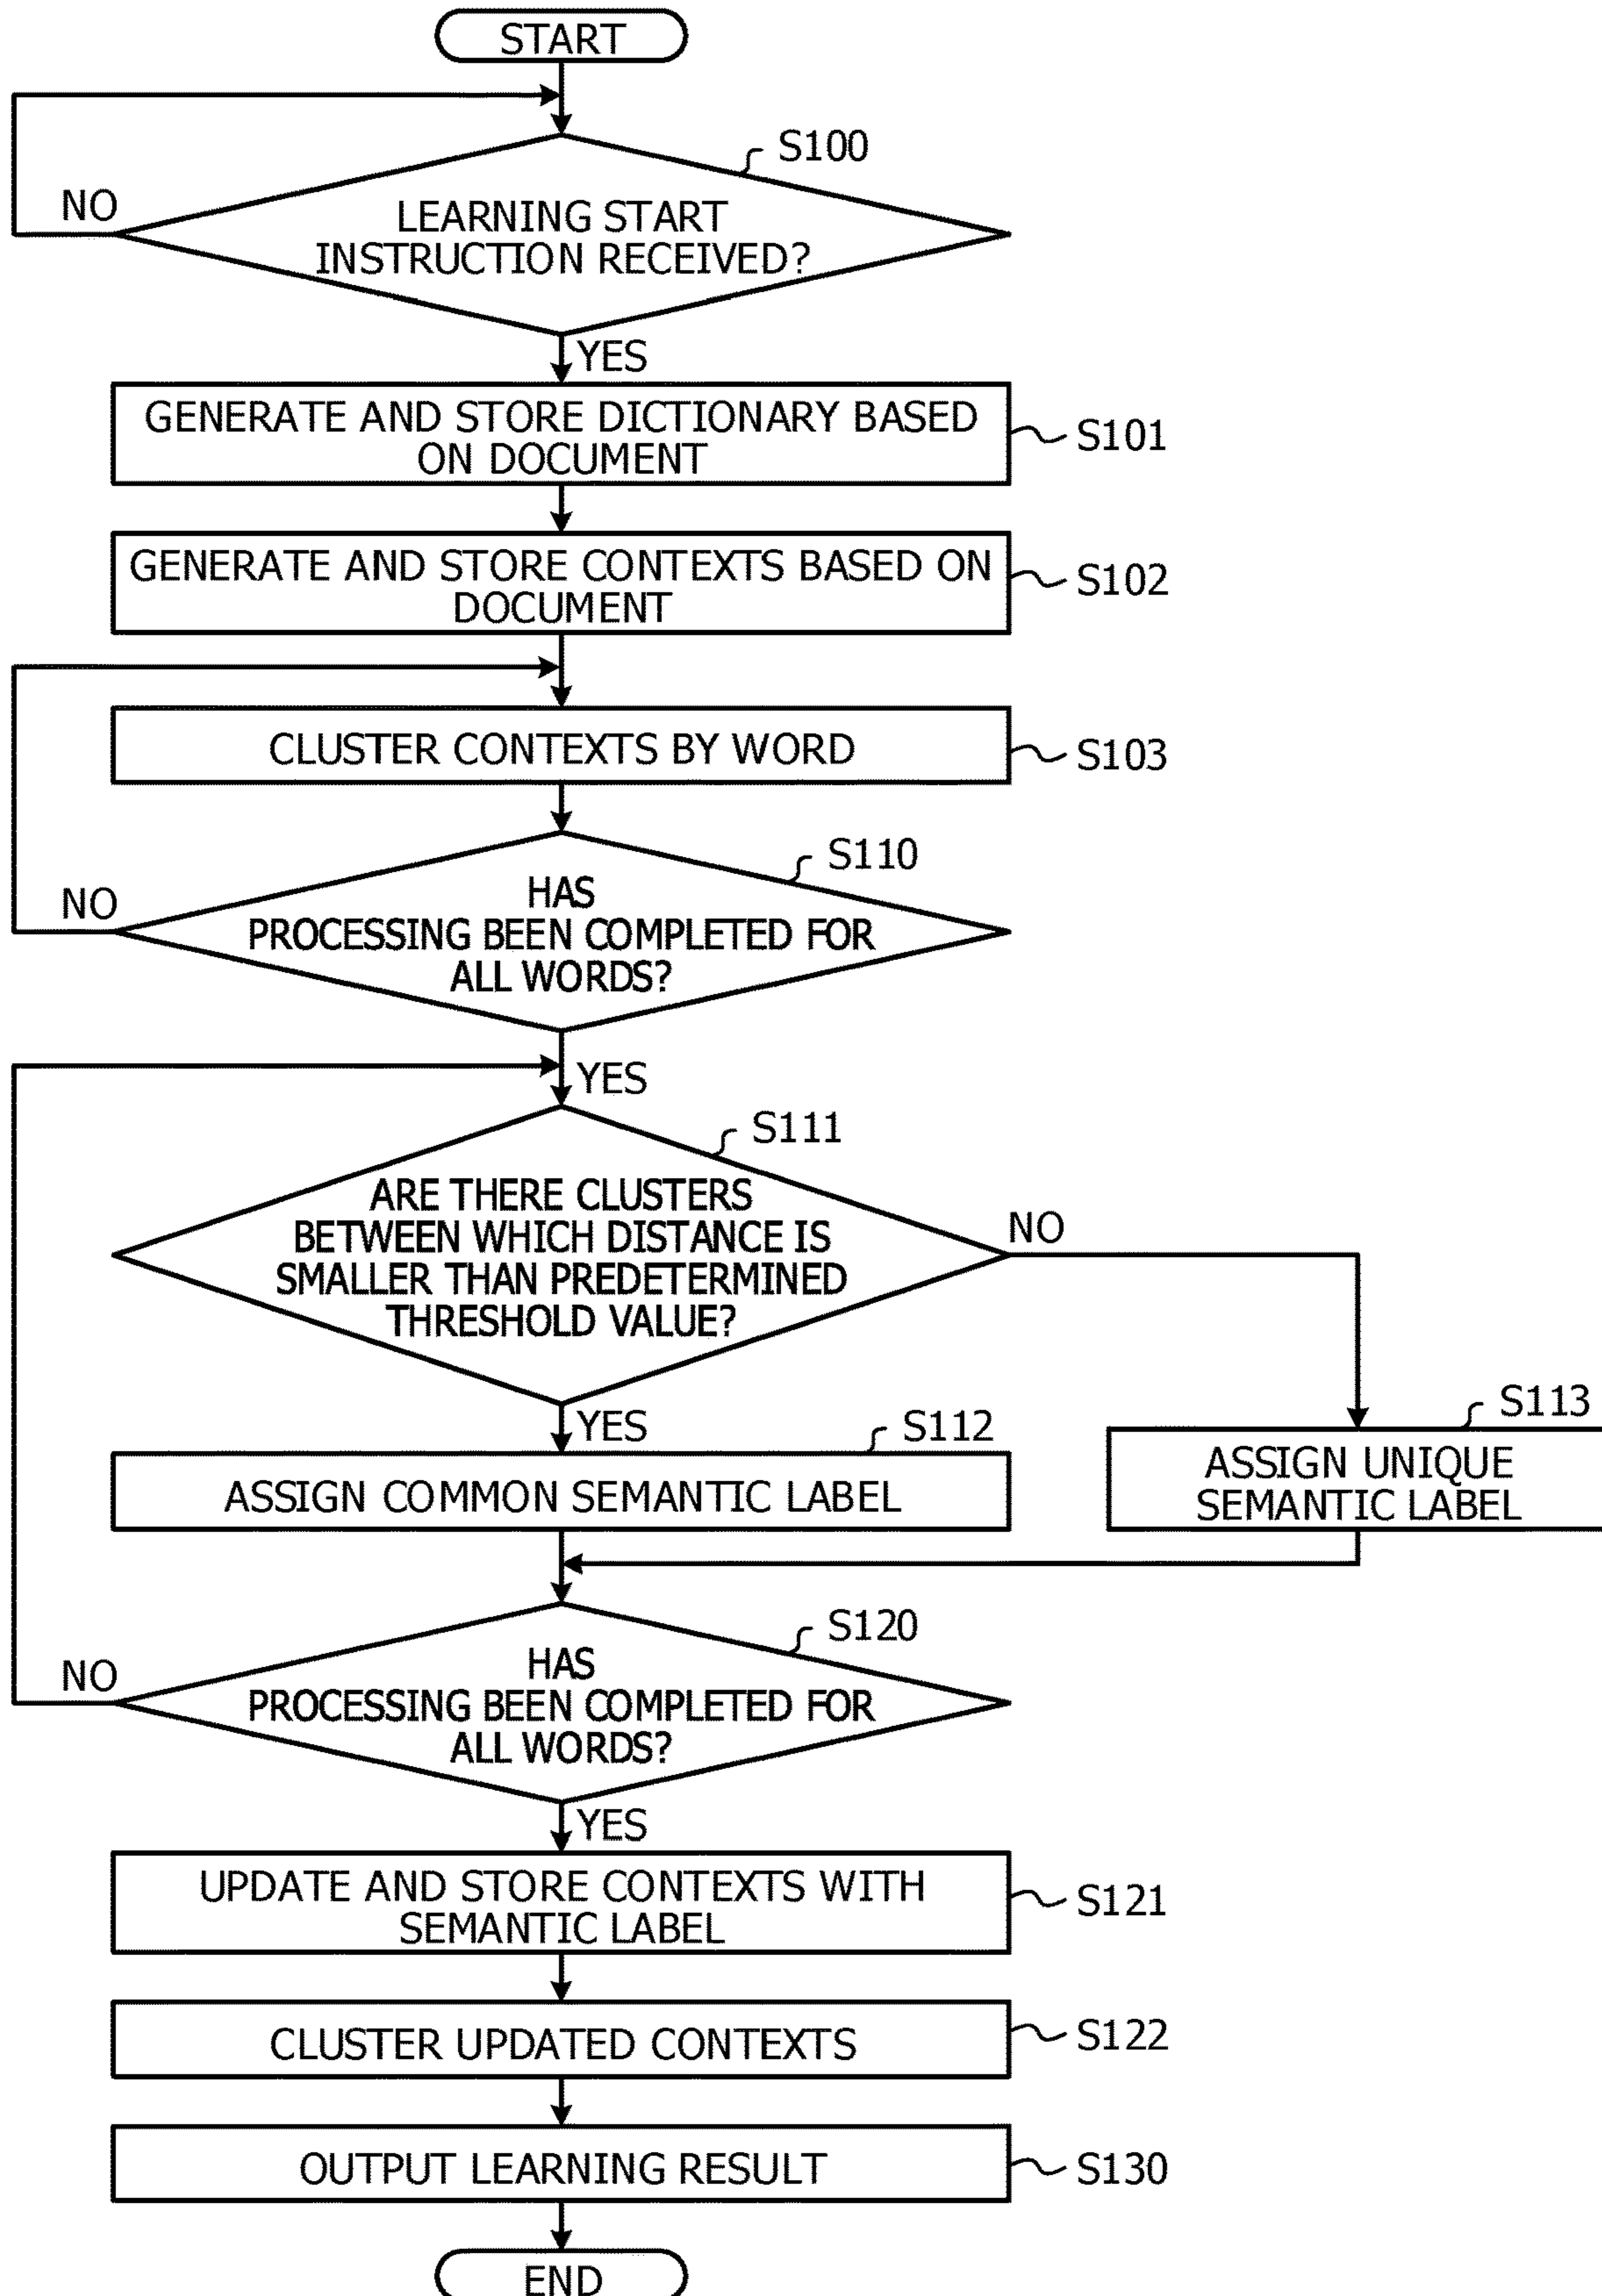 START
S100
NO
LEARNING START
INSTRUCTION RECEIVED?
YES
GENERATE AND STORE DICTIONARY BASED
ON DOCUMENT
S101
GENERATE AND STORE CONTEXTS BASED ON
DOCUMENT
S102
CLUSTER CONTEXTS BY WORD
S103
S110
NO
HAS
PROCESSING BEEN COMPLETED FOR
ALL WORDS?
YES
S111
ARE THERE CLUSTERS
BETWEEN WHICH DISTANCE IS
SMALLER THAN PREDETERMINED
THRESHOLD VALUE?
NO
YES
S112
ASSIGN COMMON SEMANTIC LABEL
S113
ASSIGN UNIQUE
SEMANTIC LABEL
S120
NO
HAS
PROCESSING BEEN COMPLETED FOR
ALL WORDS?
YES
UPDATE AND STORE CONTEXTS WITH
SEMANTIC LABEL
S121
CLUSTER UPDATED CONTEXTS
S122
OUTPUT LEARNING RESULT
S130
END